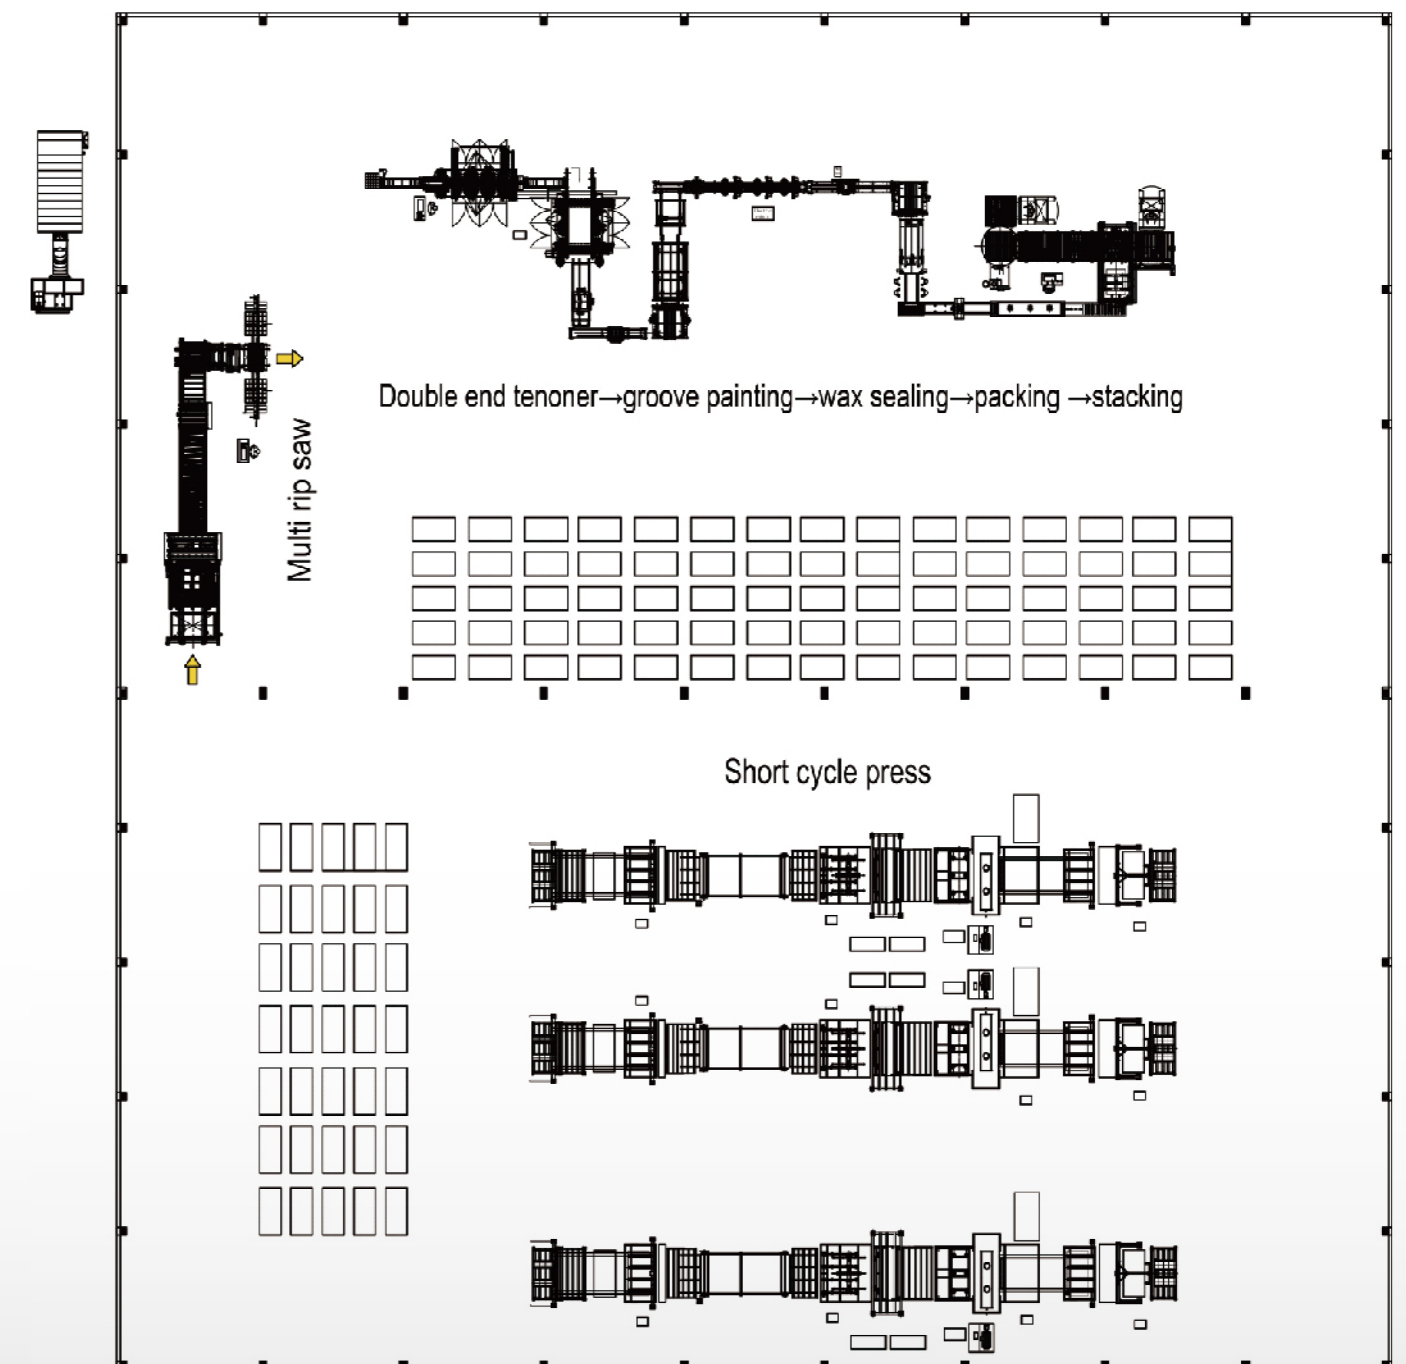 Double end tenoner→groove painting→wax sealing→packing →stacking
Multi rip saw
Short cycle press